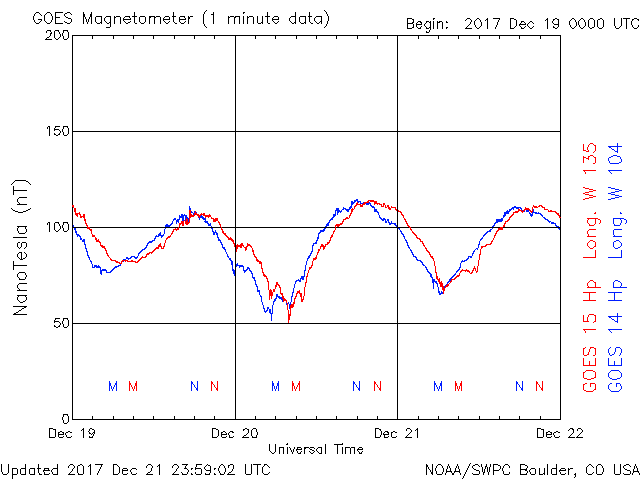 GOES Magnetometer (1 minute data)
Begin: 2017 Dec 19 0000 UTC
200
150
100
50
0
NanoTesla (nT)
M M N N M M N N M M N N
Dec 19 Dec 20 Dec 21 Dec 22
Universal Time
GOES 15 Hp Long. W 135
GOES 14 Hp Long. W 104
Updated 2017 Dec 21 23:59:02 UTC
NOAA/SWPC Boulder, CO USA